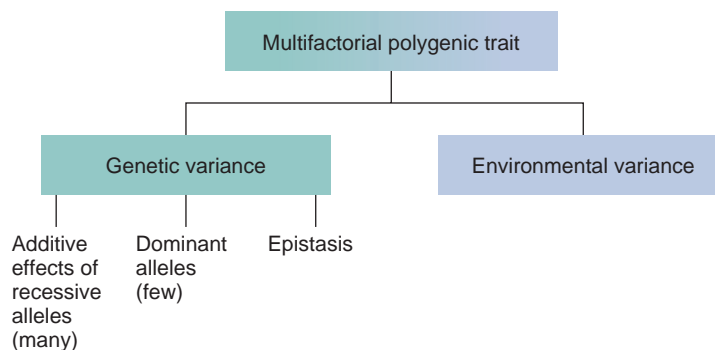 Multifactorial polygenic trait
Genetic variance
Environmental variance
Additive
effects of
recessive
alleles
(many)
Dominant
alleles
(few)
Epistasis